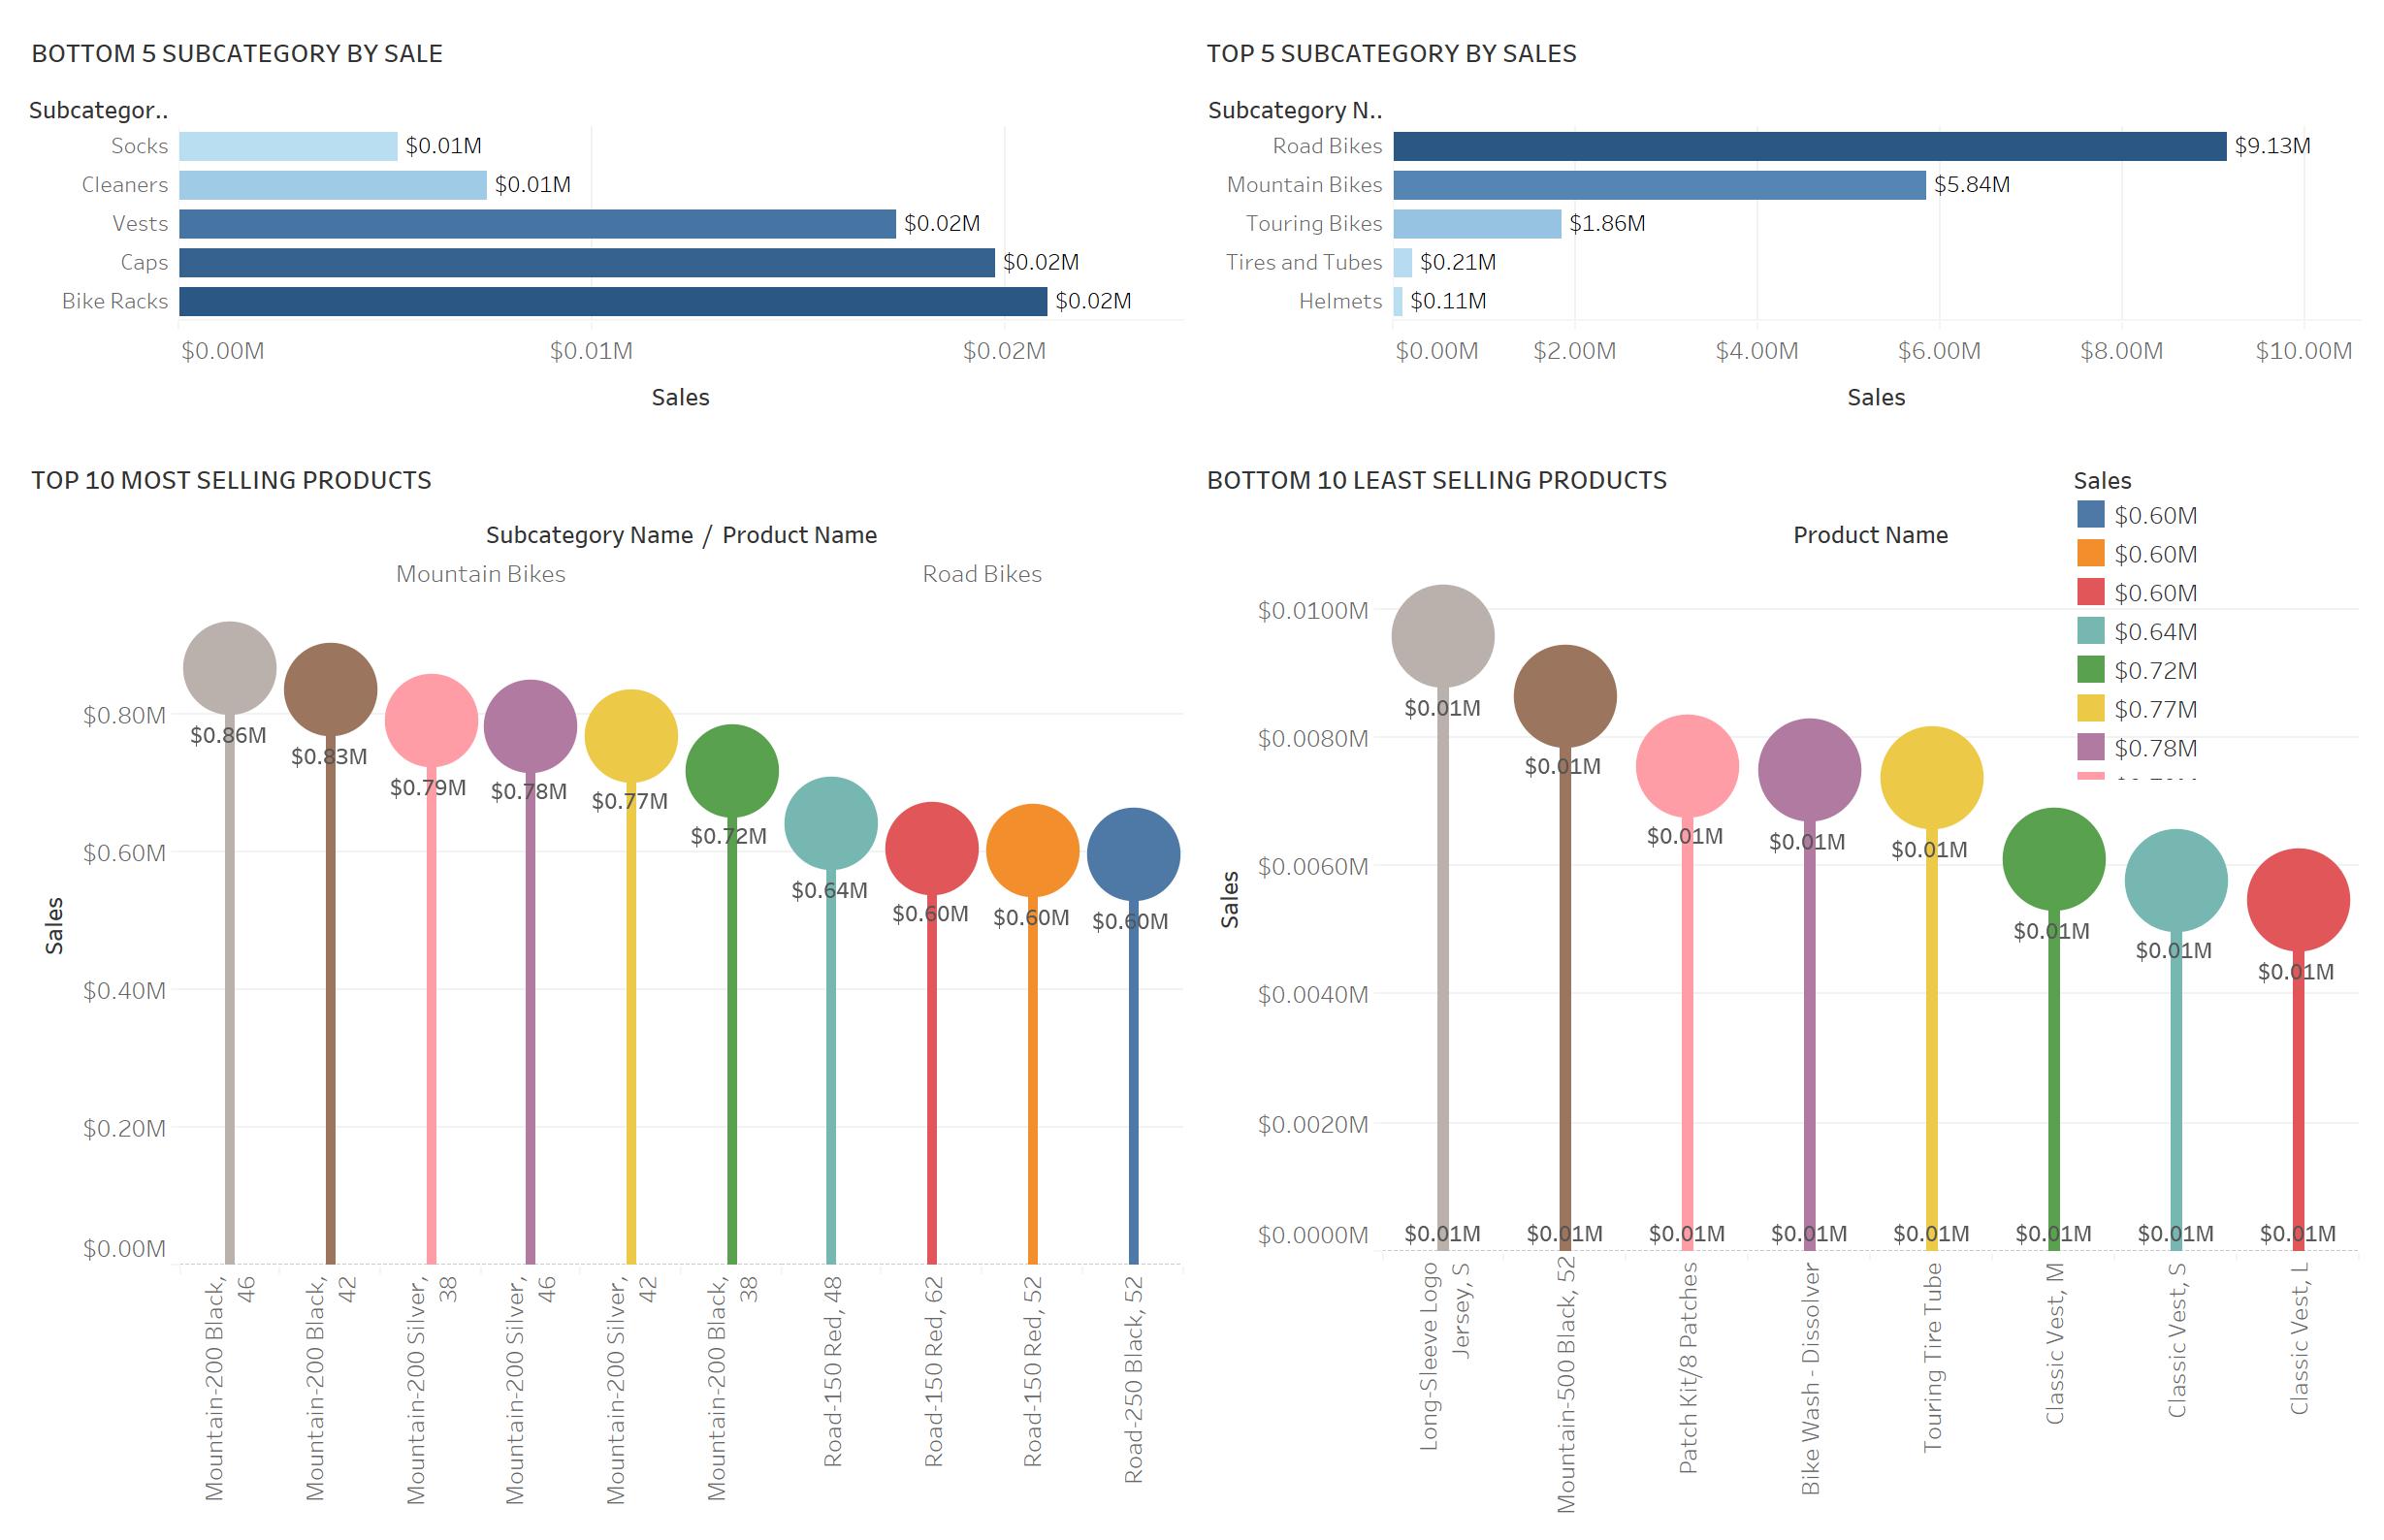 BOTTOM 5 SUBCATEGORY BY SALE
Subcategor..
Socks $0.01M
Cleaners $0.01M
Vests $0.02M
Caps $0.02M
Bike Racks $0.02M
$0.00M $0.01M $0.02M
Sales
TOP 5 SUBCATEGORY BY SALES
Subcategory N..
Road Bikes $9.13M
Mountain Bikes $5.84M
Touring Bikes $1.86M
Tires and Tubes $0.21M
Helmets $0.11M
$0.00M $2.00M $4.00M $6.00M $8.00M $10.00M
Sales
TOP 10 MOST SELLING PRODUCTS
Subcategory Name / Product Name
Mountain Bikes Road Bikes
$0.80M
$0.60M
$0.40M
$0.20M
$0.00M
Sales
$0.86M
$0.83M
$0.79M
$0.78M
$0.77M
$0.72M
$0.64M
$0.60M
$0.60M
$0.60M
Mountain-200 Black,
46
Mountain-200 Black,
42
Mountain-200 Silver,
38
Mountain-200 Silver,
46
Mountain-200 Silver,
42
Mountain-200 Black,
38
Road-150 Red, 48
Road-150 Red, 62
Road-150 Red, 52
Road-250 Black, 52
BOTTOM 10 LEAST SELLING PRODUCTS
Product Name
$0.0100M
$0.0080M
$0.0060M
$0.0040M
$0.0020M
$0.0000M
Sales
$0.01M
$0.01M
$0.01M
$0.01M
$0.01M
$0.01M
$0.01M
$0.01M
$0.01M $0.01M $0.01M $0.01M $0.01M $0.01M $0.01M $0.01M
Long-Sleeve Logo
Jersey, S
Mountain-500 Black, 52
Patch Kit/8 Patches
Bike Wash - Dissolver
Touring Tire Tube
Classic Vest, M
Classic Vest, S
Classic Vest, L
Sales
$0.60M
$0.60M
$0.60M
$0.64M
$0.72M
$0.77M
$0.78M